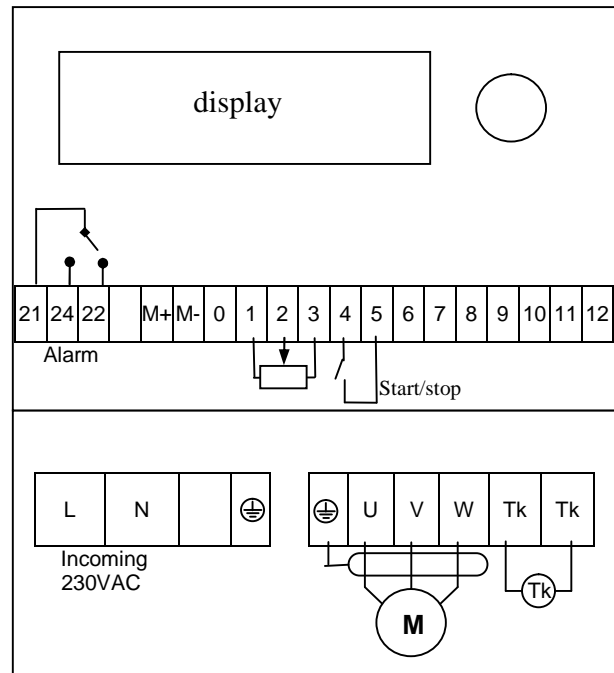 display
21 24 22 M+ M- 0 1 2 3 4 5 6 7 8 9 10 11 12
Alarm
Start/stop
L N U V W Tk Tk
Incoming
230VAC
Tk
M